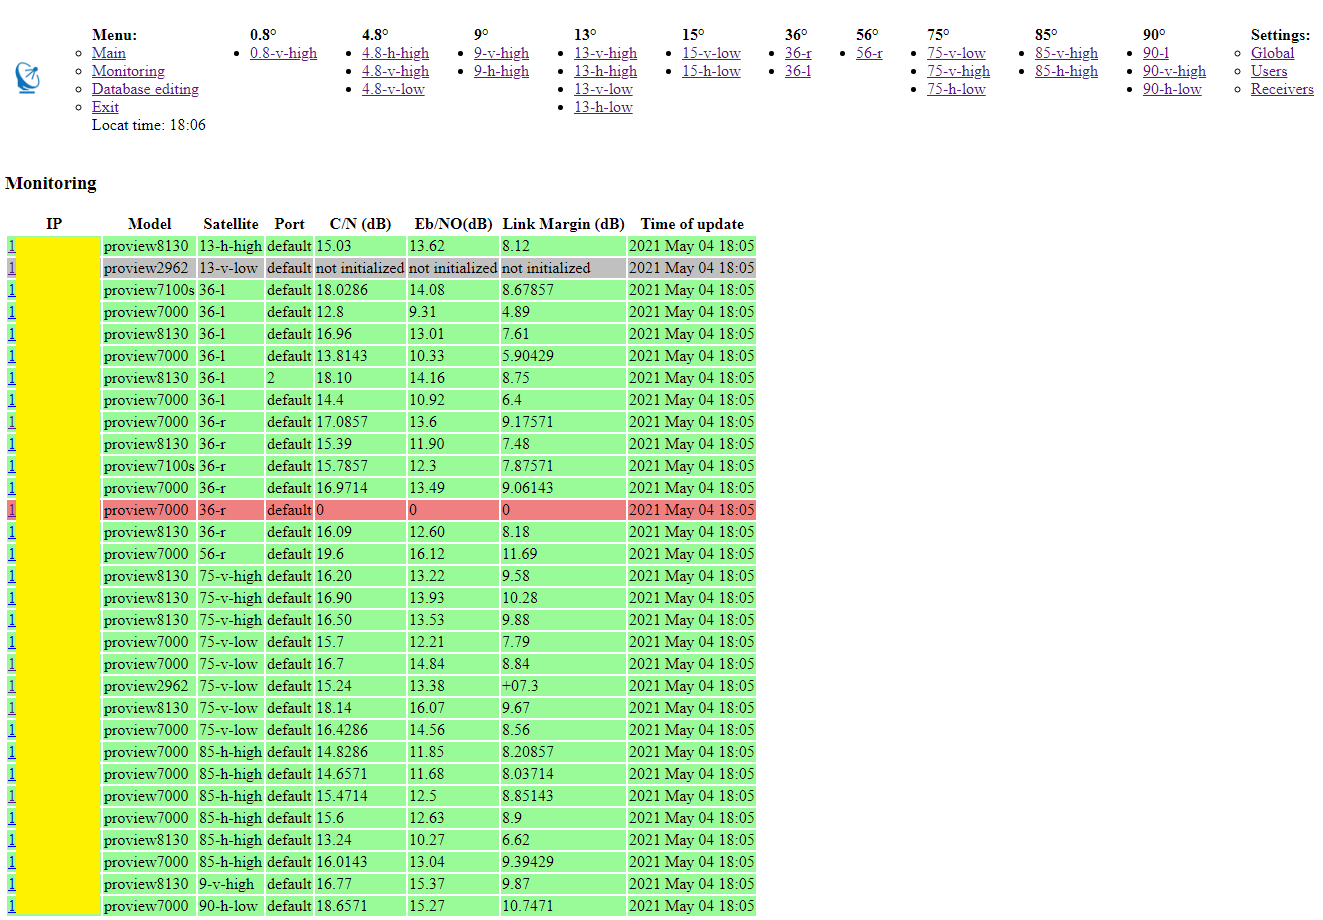 Menu: 0.8° 4.8° 9° 13° 15° 36° 56° 75° 85° 90° Settings:
Main 0.8-v-high 4.8-h-high 9-v-high 13-v-high 15-v-low 36-r 56-r 75-v-low 85-v-high 90-l Global
Monitoring 4.8-v-high 9-h-high 13-h-high 15-h-low 36-l 75-v-high 85-h-high 90-v-high Users
Database editing 4.8-v-low 13-v-low 75-h-low 90-h-low Receivers
Exit 13-h-low
Locat time: 18:06
Monitoring
IP Model Satellite Port C/N (dB) Eb/NO(dB) Link Margin (dB) Time of update
1 proview8130 13-h-high default 15.03 13.62 8.12 2021 May 04 18:05
1 proview2962 13-v-low default not initialized not initialized not initialized 2021 May 04 18:05
1 proview7100s 36-l default 18.0286 14.08 8.67857 2021 May 04 18:05
1 proview7000 36-l default 12.8 9.31 4.89 2021 May 04 18:05
1 proview8130 36-l default 16.96 13.01 7.61 2021 May 04 18:05
1 proview7000 36-l default 13.8143 10.33 5.90429 2021 May 04 18:05
1 proview8130 36-l 2 18.10 14.16 8.75 2021 May 04 18:05
1 proview7000 36-l default 14.4 10.92 6.4 2021 May 04 18:05
1 proview7000 36-r default 17.0857 13.6 9.17571 2021 May 04 18:05
1 proview8130 36-r default 15.39 11.90 7.48 2021 May 04 18:05
1 proview7100s 36-r default 15.7857 12.3 7.87571 2021 May 04 18:05
1 proview7000 36-r default 16.9714 13.49 9.06143 2021 May 04 18:05
1 proview7000 36-r default 0 0 0 2021 May 04 18:05
1 proview8130 36-r default 16.09 12.60 8.18 2021 May 04 18:05
1 proview7000 56-r default 19.6 16.12 11.69 2021 May 04 18:05
1 proview8130 75-v-high default 16.20 13.22 9.58 2021 May 04 18:05
1 proview8130 75-v-high default 16.90 13.93 10.28 2021 May 04 18:05
1 proview8130 75-v-high default 16.50 13.53 9.88 2021 May 04 18:05
1 proview7000 75-v-low default 15.7 12.21 7.79 2021 May 04 18:05
1 proview7000 75-v-low default 16.7 14.84 8.84 2021 May 04 18:05
1 proview2962 75-v-low default 15.24 13.38 +07.3 2021 May 04 18:05
1 proview8130 75-v-low default 18.14 16.07 9.67 2021 May 04 18:05
1 proview7000 75-v-low default 16.4286 14.56 8.56 2021 May 04 18:05
1 proview7000 85-h-high default 14.8286 11.85 8.20857 2021 May 04 18:05
1 proview7000 85-h-high default 14.6571 11.68 8.03714 2021 May 04 18:05
1 proview7000 85-h-high default 15.4714 12.5 8.85143 2021 May 04 18:05
1 proview7000 85-h-high default 15.6 12.63 8.9 2021 May 04 18:05
1 proview8130 85-h-high default 13.24 10.27 6.62 2021 May 04 18:05
1 proview7000 85-h-high default 16.0143 13.04 9.39429 2021 May 04 18:05
1 proview8130 9-v-high default 16.77 15.37 9.87 2021 May 04 18:05
1 proview7000 90-h-low default 18.6571 15.27 10.7471 2021 May 04 18:05